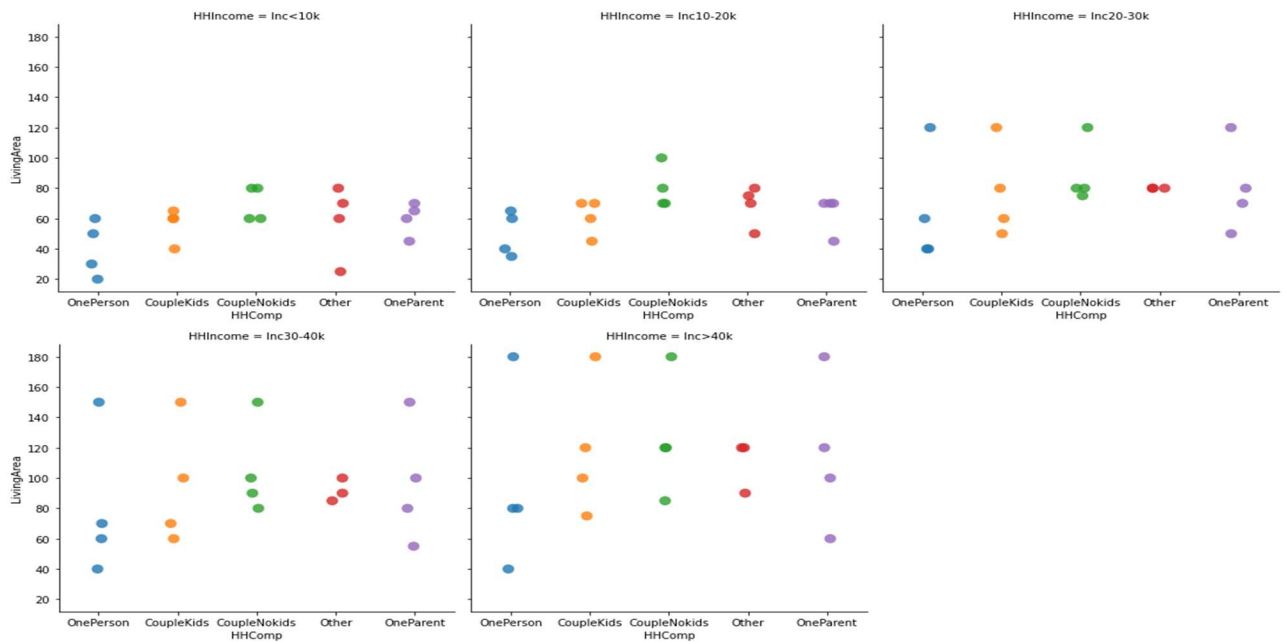 HHIncome = Inc<10k
HHIncome = Inc10-20k
HHIncome = Inc20-30k
180
160
140
120
100
80
60
40
20
LivingArea
OnePerson CoupleKids CoupleNokids Other OneParent
HHComp
OnePerson CoupleKids CoupleNokids Other OneParent
HHComp
OnePerson CoupleKids CoupleNokids Other OneParent
HHComp
HHIncome = Inc30-40k
HHIncome = Inc>40k
180
160
140
120
100
80
60
40
20
LivingArea
OnePerson CoupleKids CoupleNokids Other OneParent
HHComp
OnePerson CoupleKids CoupleNokids Other OneParent
HHComp